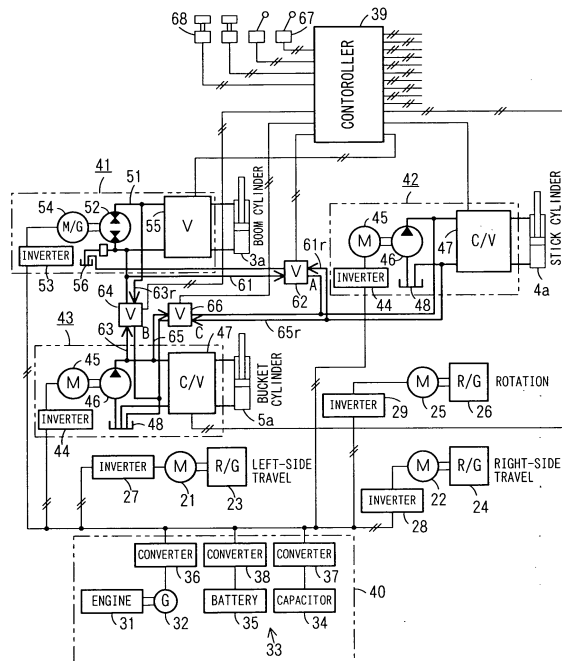 68
67
39
CONTOROLLER
41
51
54
52
M/G
55
V
BOOM CYLINDER
3a
INVERTER
53
56
42
45
M
46
47
C/V
STICK CYLINDER
4a
INVERTER
44
48
61r
61
V
A
62
63r
64
V
B
V
66
C
63
65
65r
43
45
M
46
47
C/V
BUCKET CYLINDER
5a
INVERTER
44
48
INVERTER
29
M
25
R/G
26
ROTATION
INVERTER
27
M
21
R/G
23
LEFT-SIDE
TRAVEL
INVERTER
28
M
22
R/G
24
RIGHT-SIDE
TRAVEL
CONVERTER
36
CONVERTER
38
CONVERTER
37
40
ENGINE
31
G
32
BATTERY
35
CAPACITOR
34
33